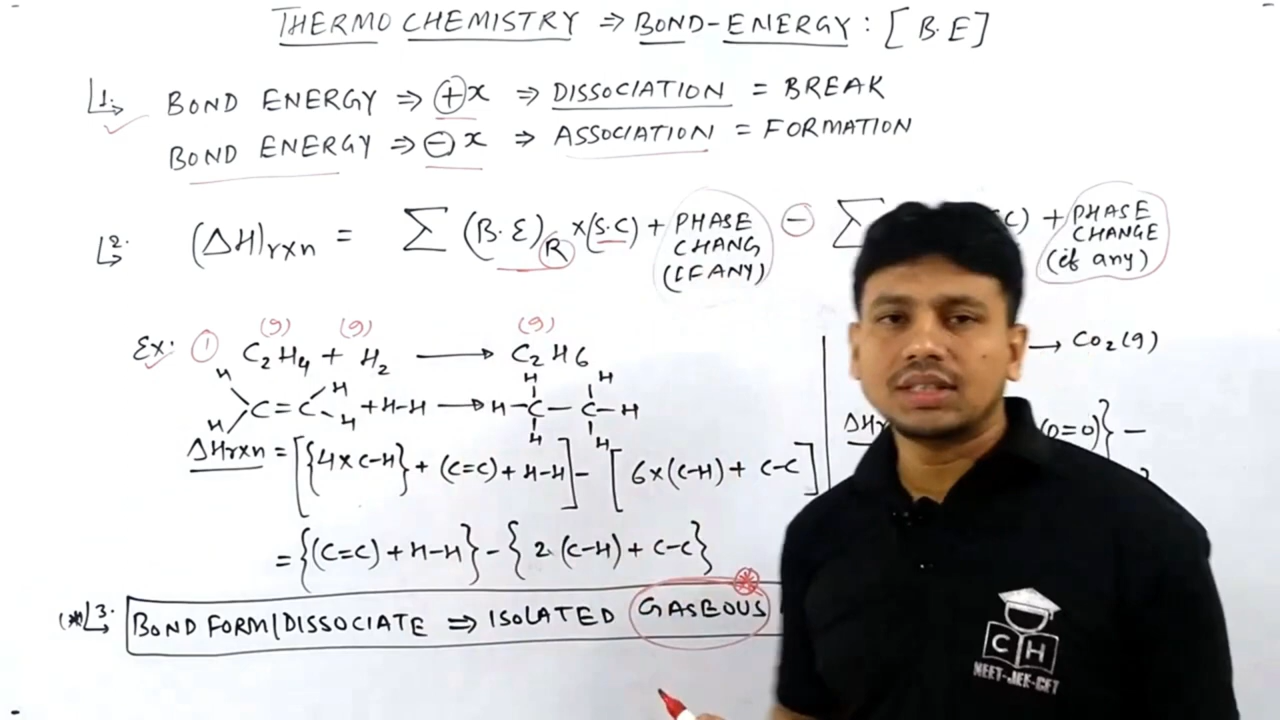 THERMO CHEMISTRY ⇒ BOND-ENERGY: [B.E]
1. BOND ENERGY ⇒ + x ⇒ DISSOCIATION = BREAK
BOND ENERGY ⇒ - x ⇒ ASSOCIATION = FORMATION
2. (ΔH)rxn = Σ (B.E)R × (S.C) + PHASE CHANG (IF ANY) - Σ C) + PHASE CHANGE (if any)
Ex: 1 (g) (g) (g)
C2H4 + H2 → C2H6
H H H H
C=C + H-H → H-C-C-H
H H H H
ΔHrxn = [{4×C-H} + (C=C) + H-H] - [6×(C-H) + C-C]
= {(C=C) + H-H} - {2(C-H) + C-C}
→ CO2(g)
ΔHr (O=O)} -
(*) 3. BOND FORM/DISSOCIATE ⇒ ISOLATED GASEOUS *
CH
NEET-JEE-CFT